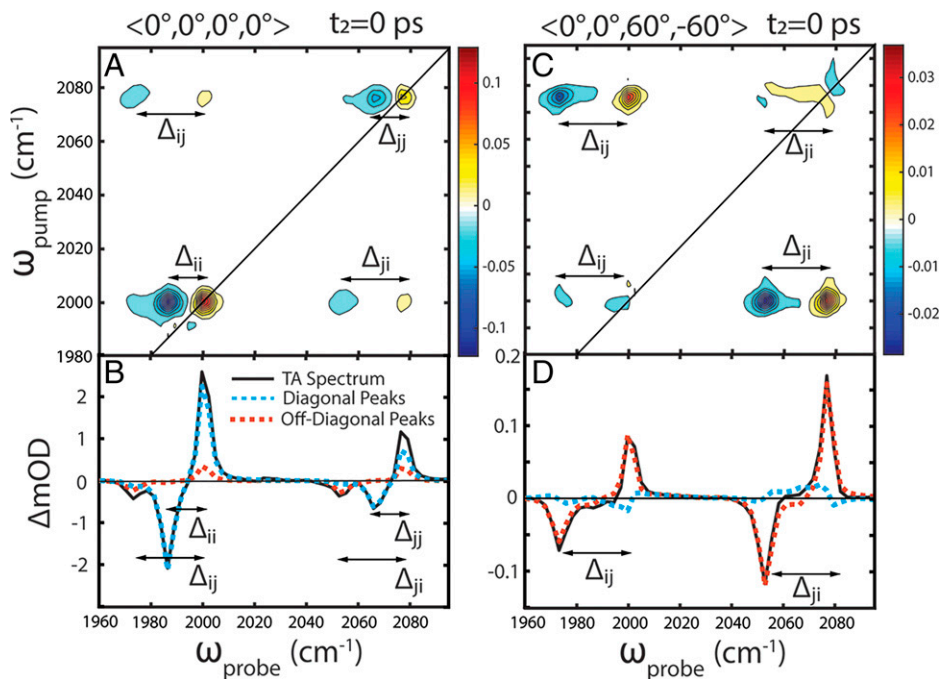 <0°,0°,0°,0°> t₂=0 ps
<0°,0°,60°,-60°> t₂=0 ps
A
C
2080
2060
2040
2020
2000
1980
ωpump (cm⁻¹)
Δij
Δjj
Δii
Δji
0.1
0.05
0
-0.05
-0.1
Δij
Δji
Δij
Δji
0.03
0.02
0.01
0
-0.01
-0.02
B
D
TA Spectrum
Diagonal Peaks
Off-Diagonal Peaks
2
1
0
-1
-2
ΔmOD
Δii
Δij
Δjj
Δji
0.2
0.1
0
-0.1
Δij
Δji
1960 1980 2000 2020 2040 2060 2080
1960 1980 2000 2020 2040 2060 2080
ωprobe (cm⁻¹)
ωprobe (cm⁻¹)